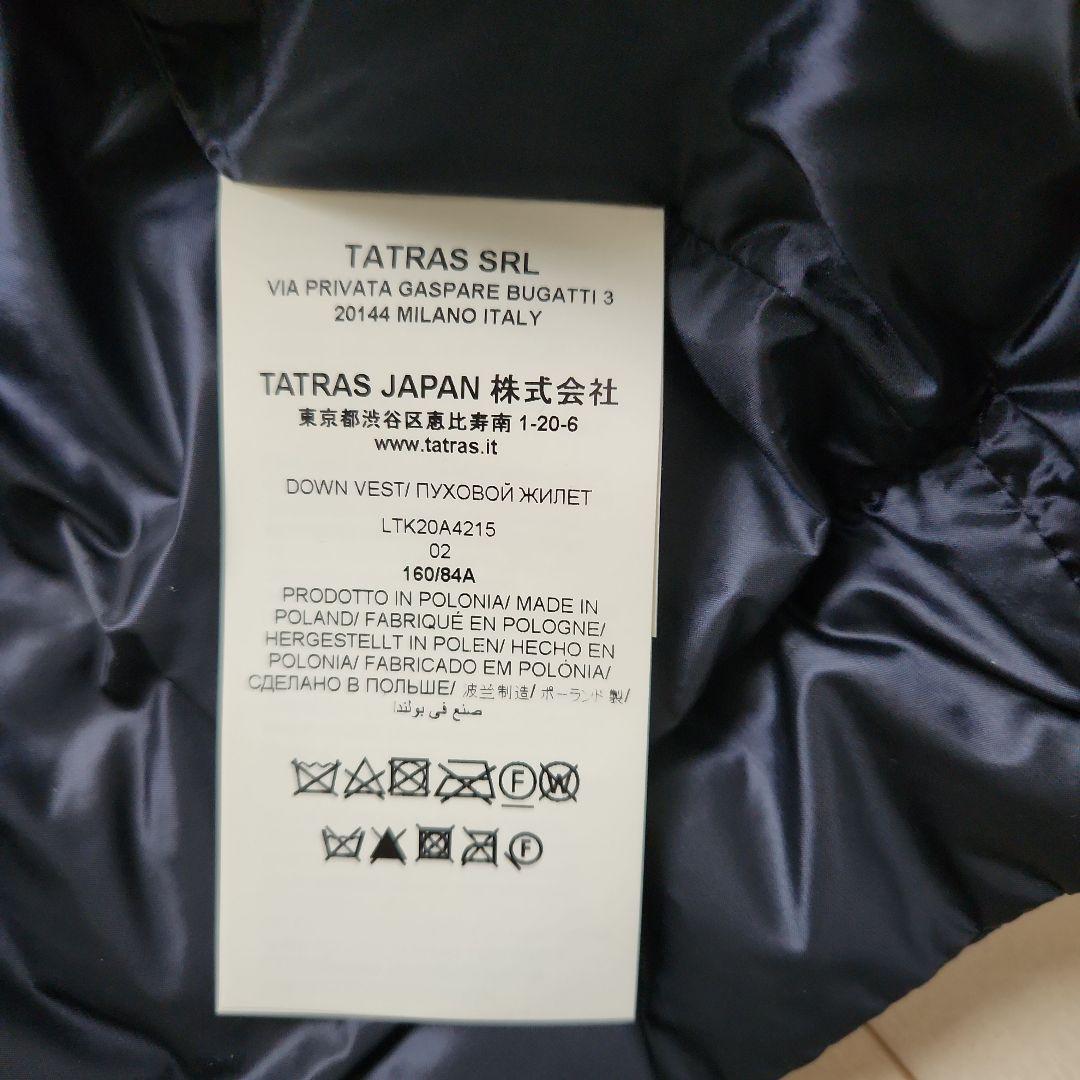 TATRAS SRL
VIA PRIVATA GASPARE BUGATTI 3
20144 MILANO ITALY
TATRAS JAPAN 株式会社
東京都渋谷区恵比寿南 1-20-6
www.tatras.it
DOWN VEST/ ПУХОВОЙ ЖИЛЕТ
LTK20A4215
02
160/84A
PRODOTTO IN POLONIA/ MADE IN
POLAND/ FABRIQUÉ EN POLOGNE/
HERGESTELLT IN POLEN/ HECHO EN
POLONIA/ FABRICADO EM POLÓNIA/
СДЕЛАНО В ПОЛЬШЕ/ 波兰制造/ ポーランド製/
صنع في بولندا
F W
F